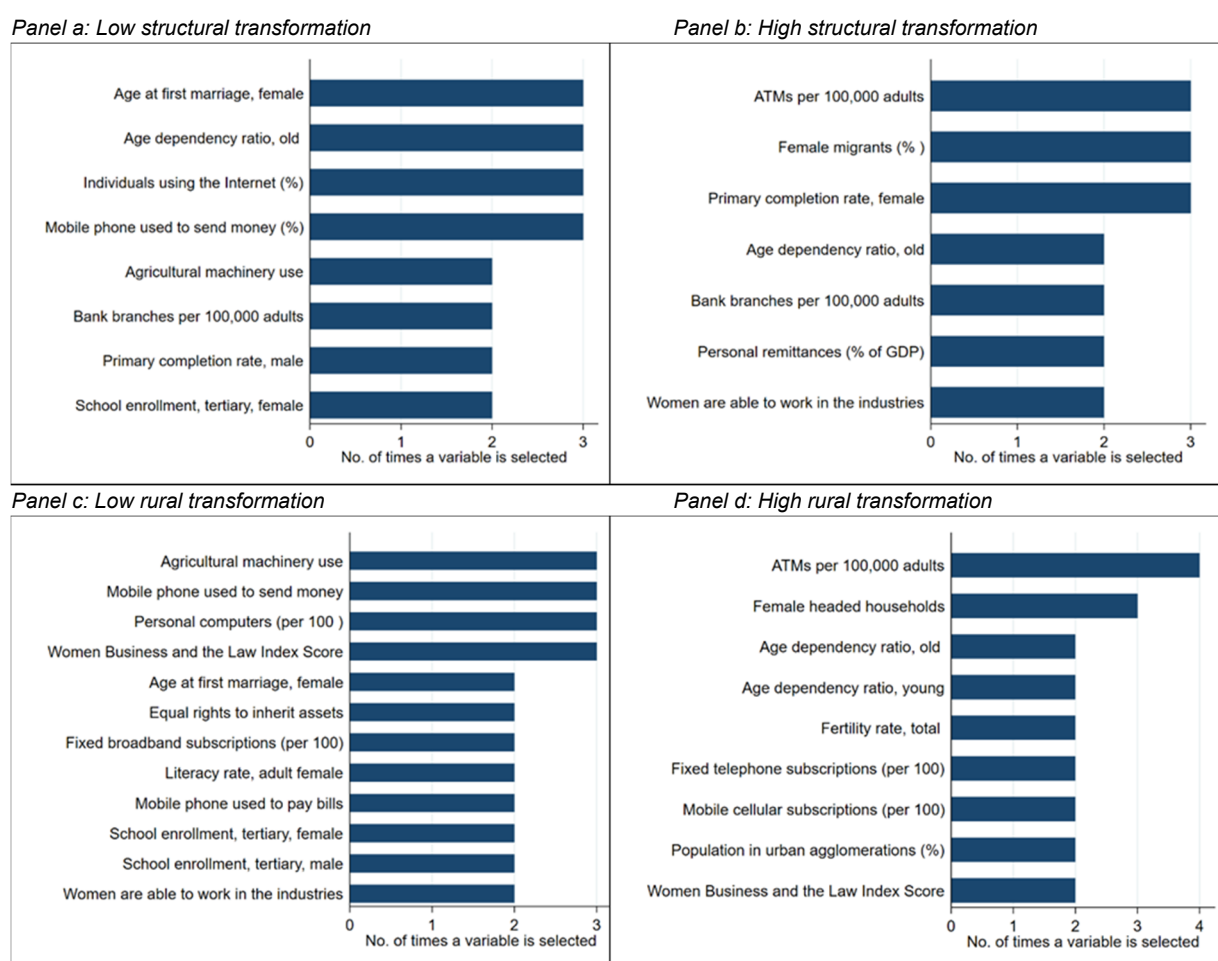 Panel a: Low structural transformation
Age at first marriage, female
Age dependency ratio, old
Individuals using the Internet (%)
Mobile phone used to send money (%)
Agricultural machinery use
Bank branches per 100,000 adults
Primary completion rate, male
School enrollment, tertiary, female
0 1 2 3
No. of times a variable is selected
Panel b: High structural transformation
ATMs per 100,000 adults
Female migrants (% )
Primary completion rate, female
Age dependency ratio, old
Bank branches per 100,000 adults
Personal remittances (% of GDP)
Women are able to work in the industries
0 1 2 3
No. of times a variable is selected
Panel c: Low rural transformation
Agricultural machinery use
Mobile phone used to send money
Personal computers (per 100 )
Women Business and the Law Index Score
Age at first marriage, female
Equal rights to inherit assets
Fixed broadband subscriptions (per 100)
Literacy rate, adult female
Mobile phone used to pay bills
School enrollment, tertiary, female
School enrollment, tertiary, male
Women are able to work in the industries
0 1 2 3
No. of times a variable is selected
Panel d: High rural transformation
ATMs per 100,000 adults
Female headed households
Age dependency ratio, old
Age dependency ratio, young
Fertility rate, total
Fixed telephone subscriptions (per 100)
Mobile cellular subscriptions (per 100)
Population in urban agglomerations (%)
Women Business and the Law Index Score
0 1 2 3 4
No. of times a variable is selected